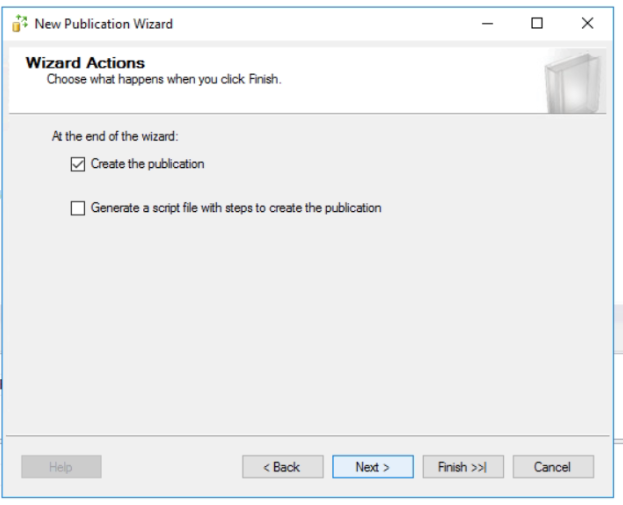 New Publication Wizard
Wizard Actions
Choose what happens when you click Finish.
At the end of the wizard:
Create the publication
Generate a script file with steps to create the publication
Help
< Back
Next >
Finish >>|
Cancel